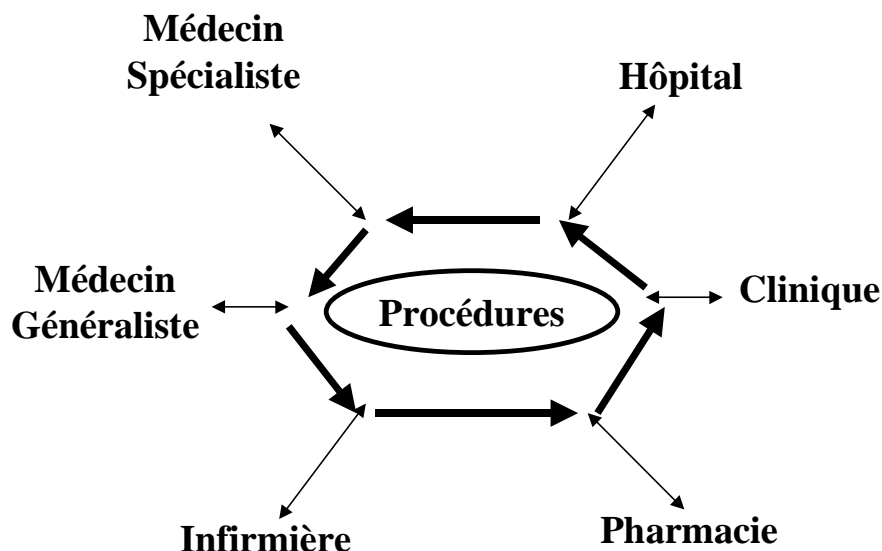 Médecin
Spécialiste
Hôpital
Médecin
Généraliste
Procédures
Clinique
Infirmière
Pharmacie